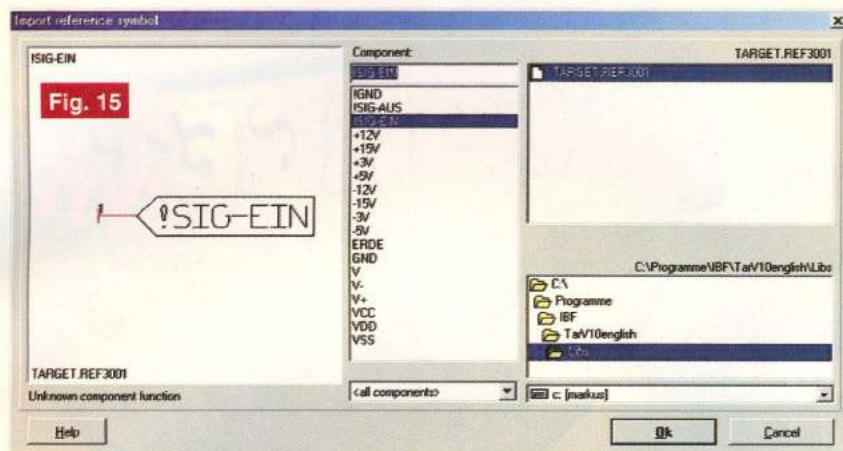 Import reference symbol
!SIG-EIN
Fig. 15
!SIG-EIN
TARGET.REF3001
Unknown component function
Component:
!SIG-EIN
!GND
!SIG-AUS
!SIG-EIN
+12V
+15V
+3V
+5V
-12V
-15V
-3V
-5V
ERDE
GND
V
V-
V+
VCC
VDD
VSS
<all components>
TARGET.REF3001
TARGET.REF3001
C:\Programme\IBF\TarV10english\Libs
C:\
Programme
IBF
TarV10english
Libs
c: [markus]
Help
Ok
Cancel